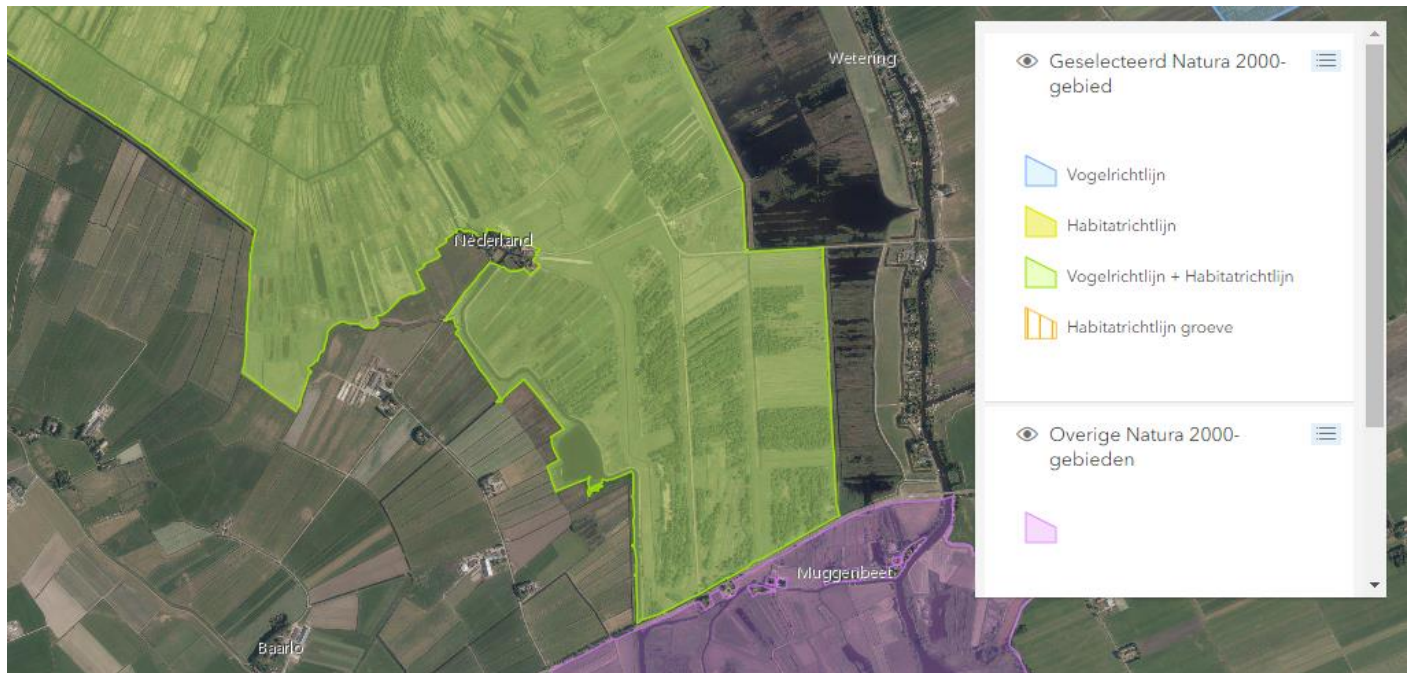 Wetering
Nederland
Muggenbeet
Baarlo
Geselecteerd Natura 2000-
gebied
Vogelrichtlijn
Habitatrichtlijn
Vogelrichtlijn + Habitatrichtlijn
Habitatrichtlijn groeve
Overige Natura 2000-
gebieden